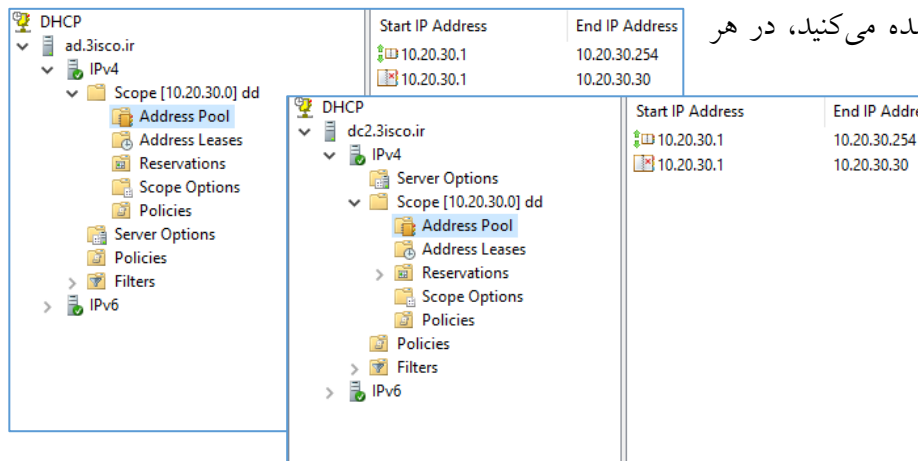 DHCP
ad.3isco.ir
IPv4
Scope [10.20.30.0] dd
Address Pool
Address Leases
Reservations
Scope Options
Policies
Server Options
Policies
Filters
IPv6
Start IP Address End IP Address
10.20.30.1 10.20.30.254
10.20.30.1 10.20.30.30
می‌کنید، در هر
DHCP
dc2.3isco.ir
IPv4
Server Options
Scope [10.20.30.0] dd
Address Pool
Address Leases
Reservations
Scope Options
Policies
Policies
Filters
IPv6
Start IP Address End IP Addre
10.20.30.1 10.20.30.254
10.20.30.1 10.20.30.30